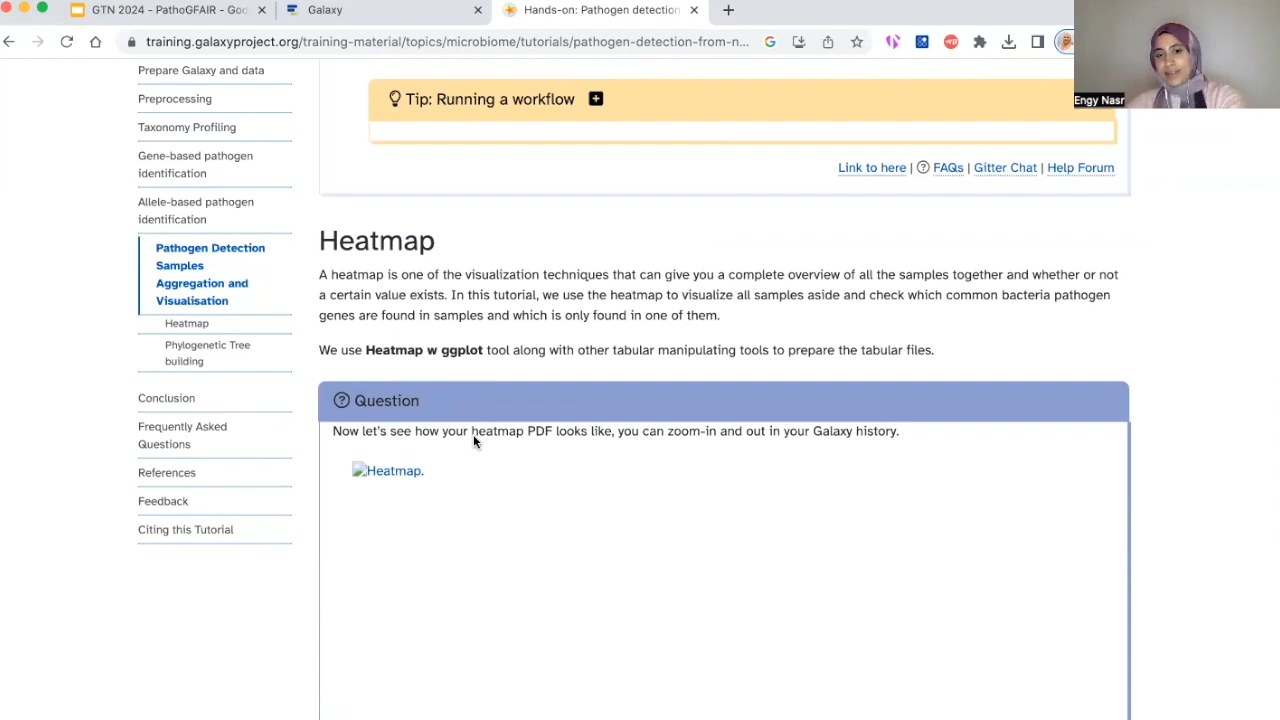 GTN 2024 - PathoGFAIR - Goo
Galaxy
Hands-on: Pathogen detection
training.galaxyproject.org/training-material/topics/microbiome/tutorials/pathogen-detection-from-n...
Engy Nasr
Prepare Galaxy and data
Preprocessing
Taxonomy Profiling
Gene-based pathogen
identification
Allele-based pathogen
identification
Pathogen Detection
Samples
Aggregation and
Visualisation
Heatmap
Phylogenetic Tree
building
Conclusion
Frequently Asked
Questions
References
Feedback
Citing this Tutorial
Tip: Running a workflow
Link to here | FAQs | Gitter Chat | Help Forum
Heatmap
A heatmap is one of the visualization techniques that can give you a complete overview of all the samples together and whether or not
a certain value exists. In this tutorial, we use the heatmap to visualize all samples aside and check which common bacteria pathogen
genes are found in samples and which is only found in one of them.
We use Heatmap w ggplot tool along with other tabular manipulating tools to prepare the tabular files.
Question
Now let's see how your heatmap PDF looks like, you can zoom-in and out in your Galaxy history.
Heatmap.